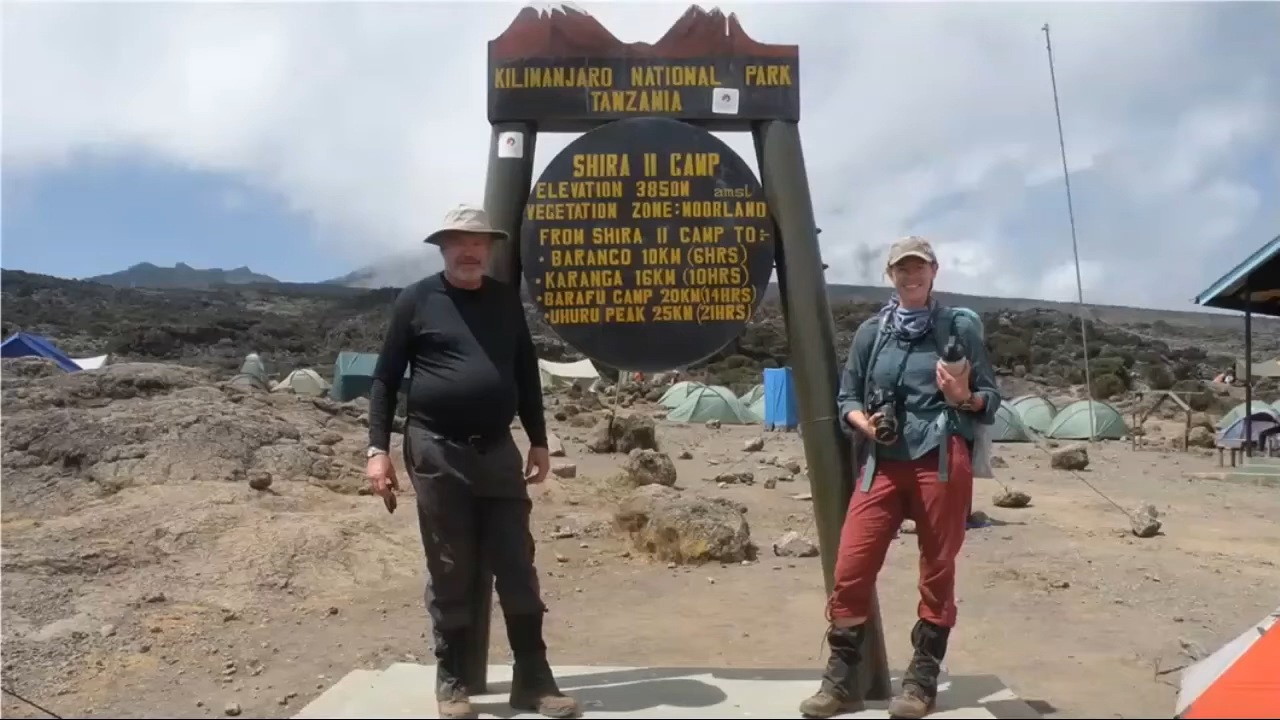 KILIMANJARO NATIONAL PARK
TANZANIA
SHIRA II CAMP
ELEVATION 3850M amsl
VEGETATION ZONE:MOORLAND
FROM SHIRA II CAMP TO:-
• BARANCO 10KM (6HRS)
• KARANGA 16KM (10HRS)
• BARAFU CAMP 20KM (14HRS)
• UHURU PEAK 25KM (21HRS)